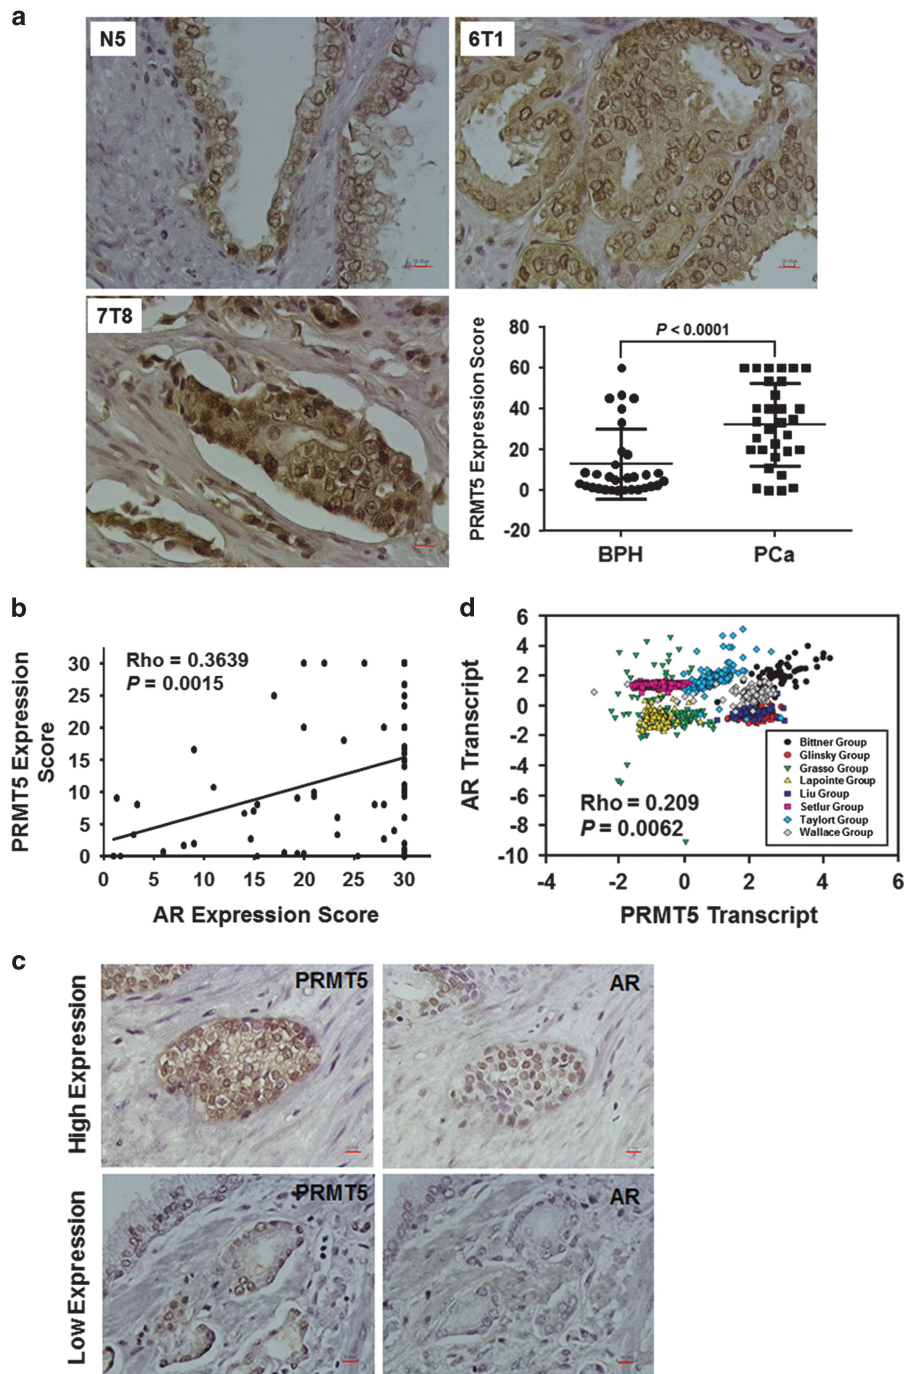 a
N5
6T1
7T8
PRMT5 Expression Score
80
60
40
20
0
-20
P < 0.0001
BPH
PCa
b
PRMT5 Expression
Score
30
25
20
15
10
5
0
Rho = 0.3639
P = 0.0015
0 5 10 15 20 25 30
AR Expression Score
d
AR Transcript
6
4
2
0
-2
-4
-6
-8
-10
Rho = 0.209
P = 0.0062
Bittner Group
Glinsky Group
Grasso Group
Lapointe Group
Liu Group
Setlur Group
Taylort Group
Wallace Group
-4 -2 0 2 4 6
PRMT5 Transcript
c
High Expression
PRMT5
AR
Low Expression
PRMT5
AR